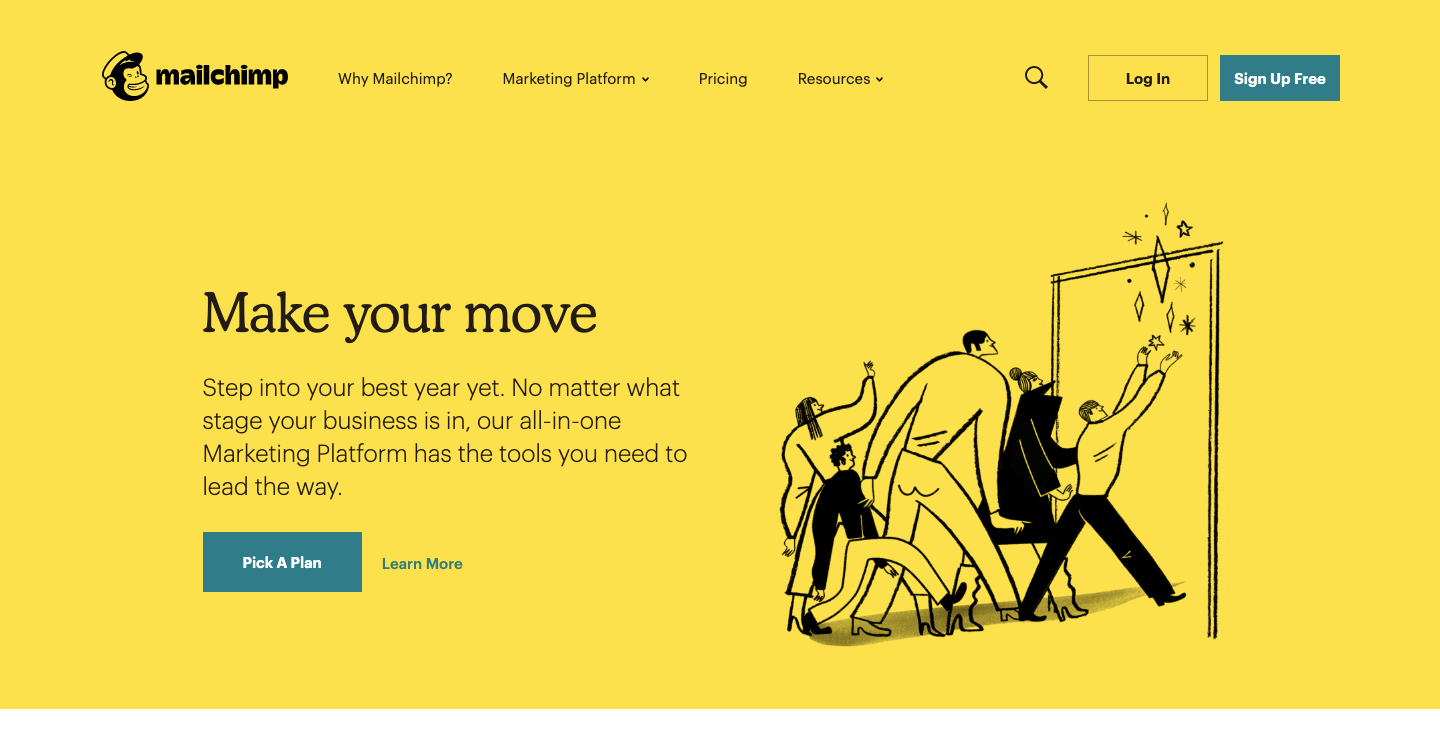 mailchimp
Why Mailchimp?
Marketing Platform
Pricing
Resources
Log In
Sign Up Free
Make your move
Step into your best year yet. No matter what
stage your business is in, our all-in-one
Marketing Platform has the tools you need to
lead the way.
Pick A Plan
Learn More